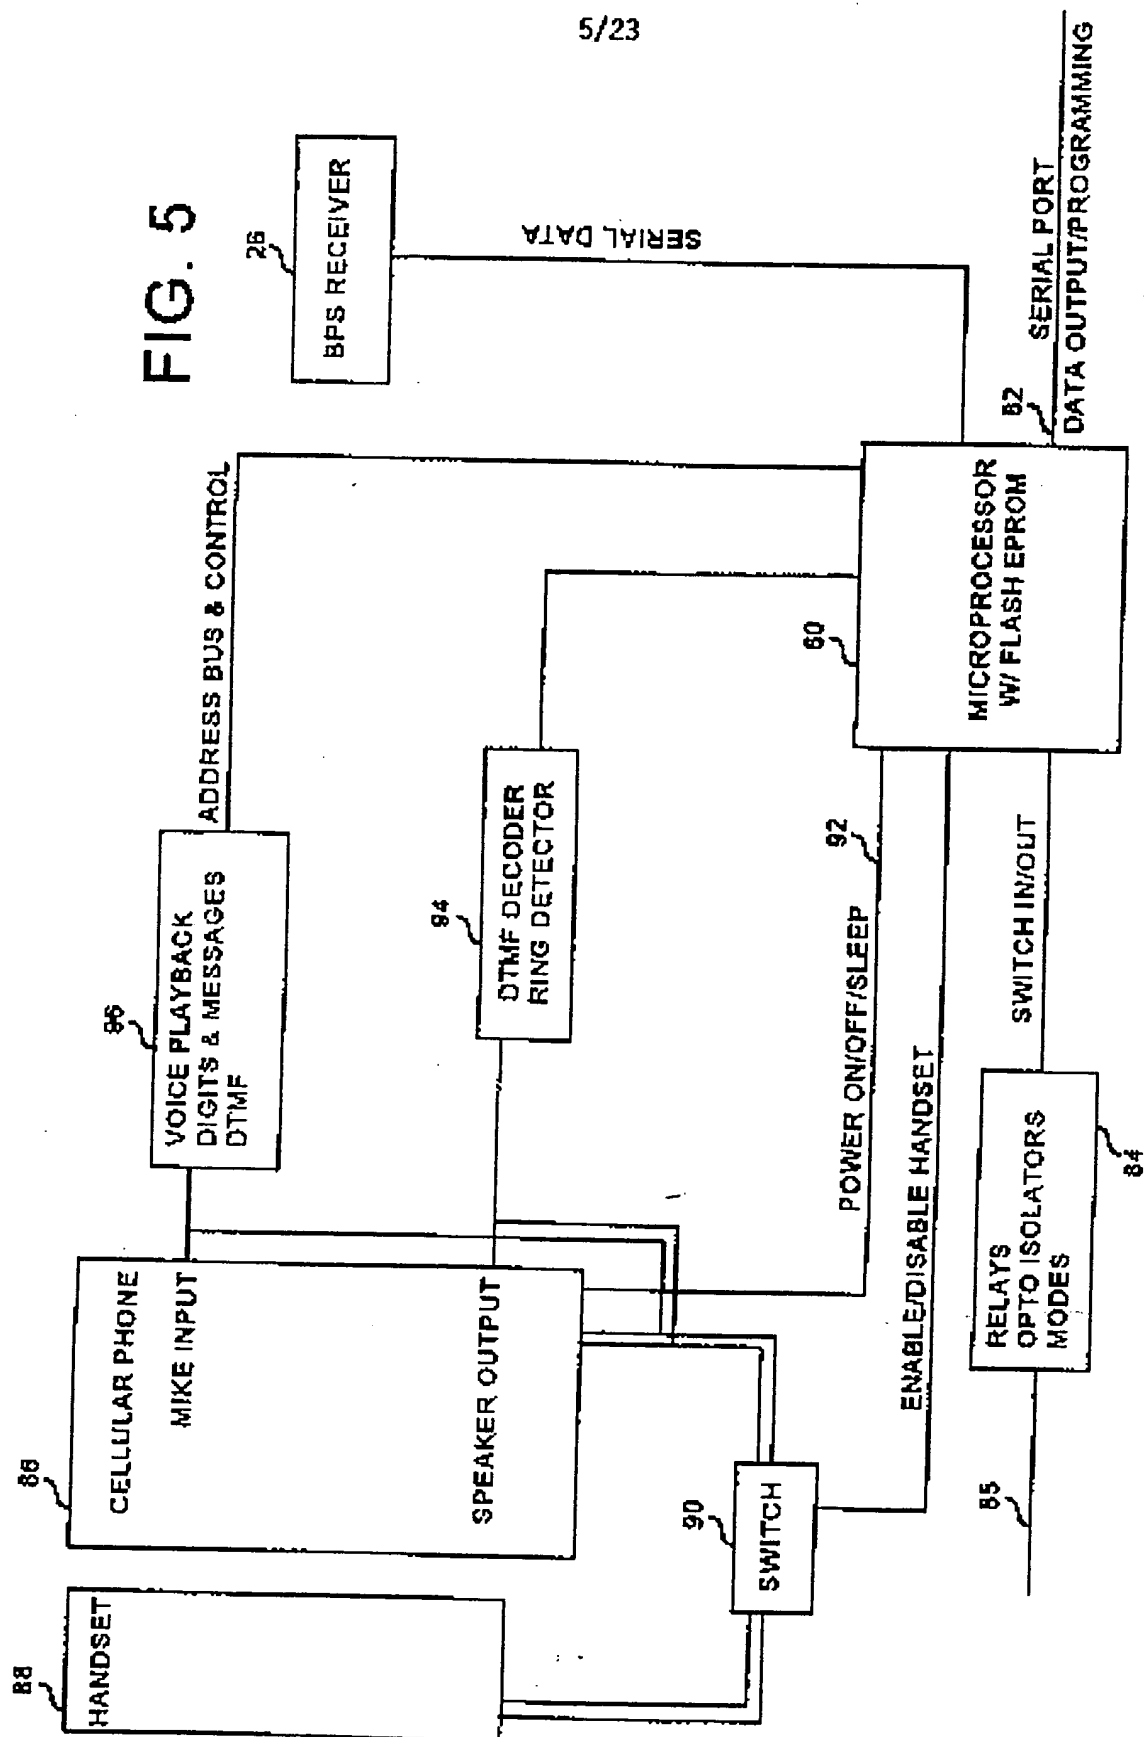 5/23
FIG. 5
26
BPS RECEIVER
SERIAL DATA
SERIAL PORT
DATA OUTPUT/PROGRAMMING
82
ADDRESS BUS & CONTROL
80
MICROPROCESSOR
W/ FLASH EPROM
96
VOICE PLAYBACK
DIGITS & MESSAGES
DTMF
94
DTMF DECODER
RING DETECTOR
92
POWER ON/OFF/SLEEP
ENABLE/DISABLE HANDSET
SWITCH IN/OUT
86
CELLULAR PHONE
MIKE INPUT
SPEAKER OUTPUT
84
RELAYS
OPTO ISOLATORS
MODES
85
90
SWITCH
88
HANDSET